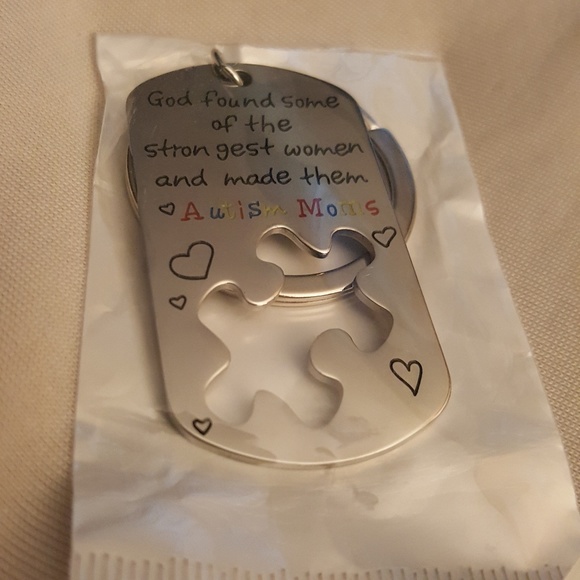 God found some
of the
strongest women
and made them
Autism Moms